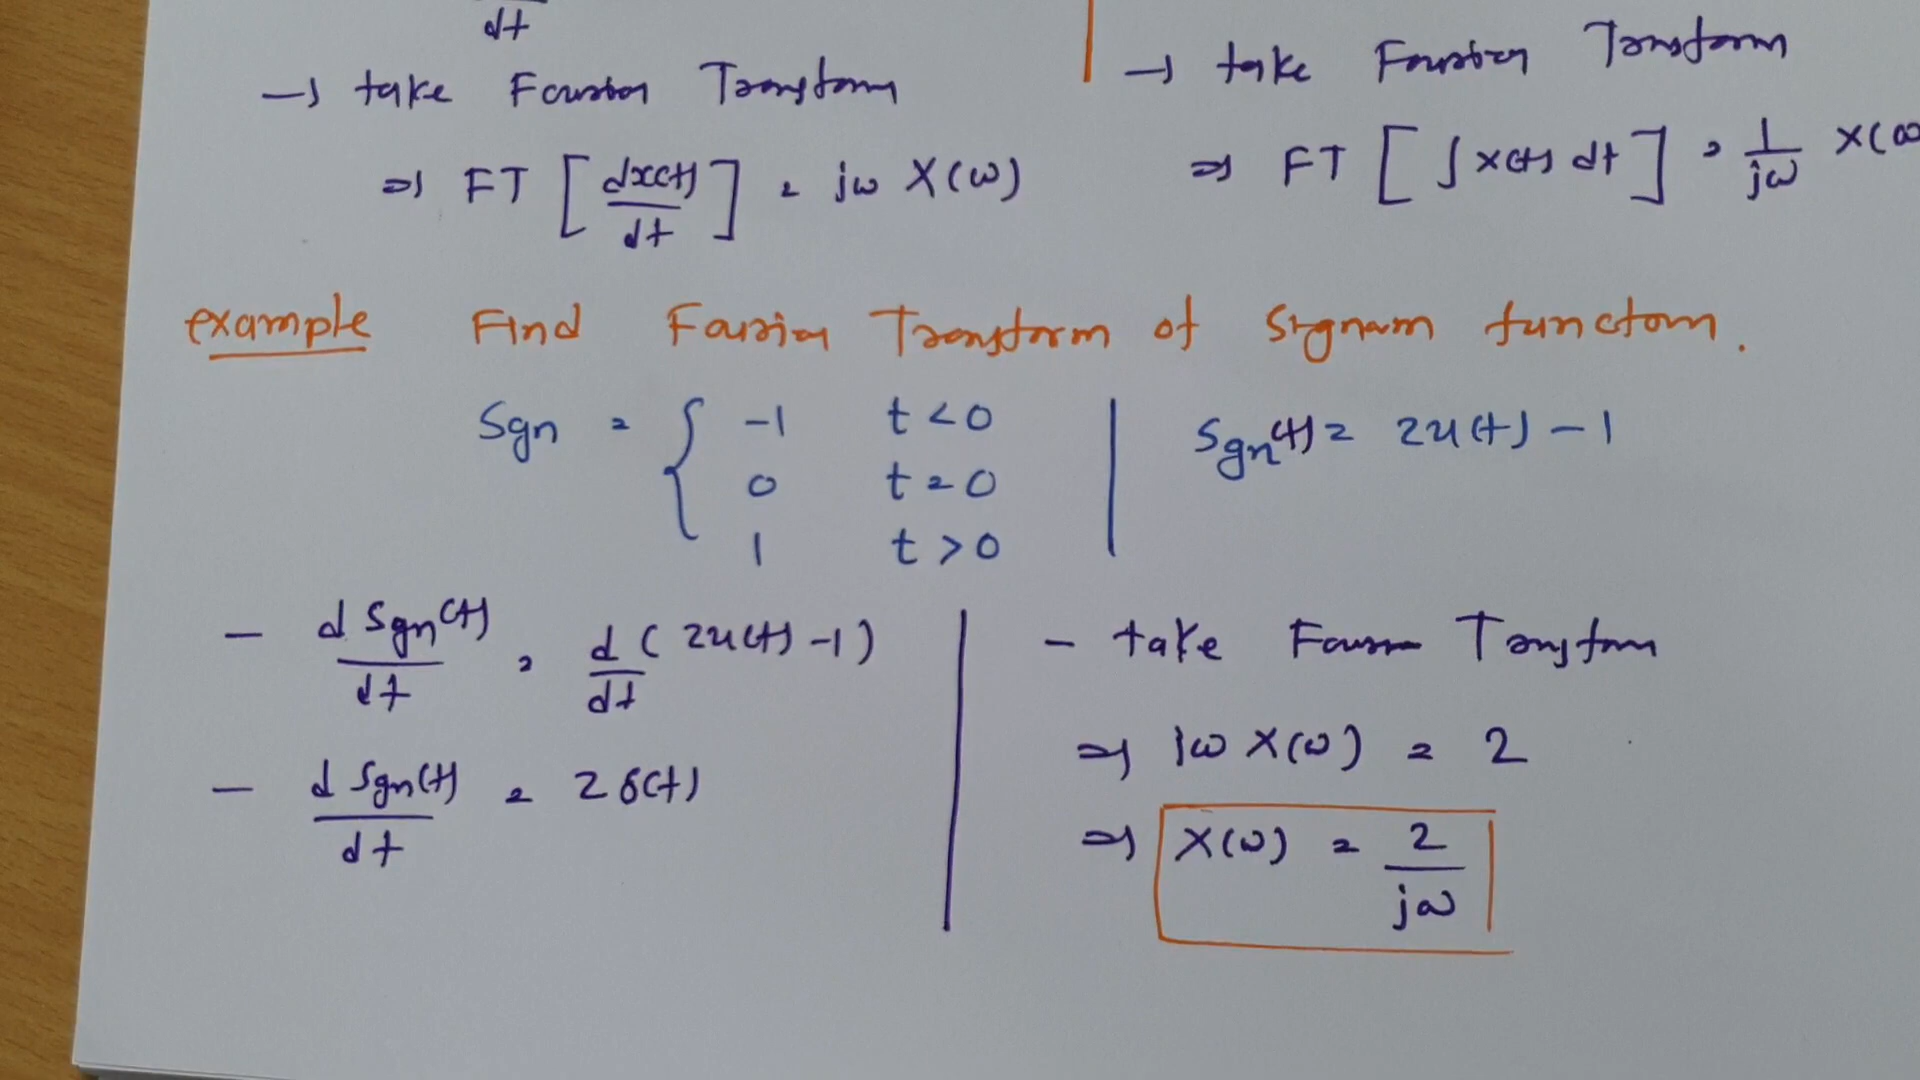 dt
→ take Fourier Transform
→ take Fourier Transform
⇒ FT [dx(t)/dt] = jω X(ω)
⇒ FT [∫x(t) dt] = 1/jω X(ω
example Find Fourier Transform of Signum function.
Sgn = { -1 t<0
0 t=0
1 t>0
Sgn(t) = 2u(t) - 1
- d Sgn(t)/dt = d/dt (2u(t) - 1)
- d Sgn(t)/dt = 2δ(t)
- take Fourier Transform
⇒ jω X(ω) = 2
⇒ X(ω) = 2/jω